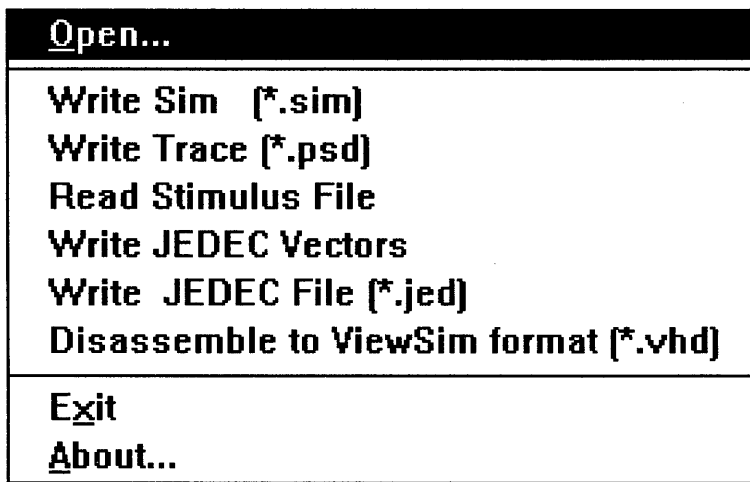 Open...
Write Sim (*.sim)
Write Trace (*.psd)
Read Stimulus File
Write JEDEC Vectors
Write JEDEC File (*.jed)
Disassemble to ViewSim format (*.vhd)
Exit
About...